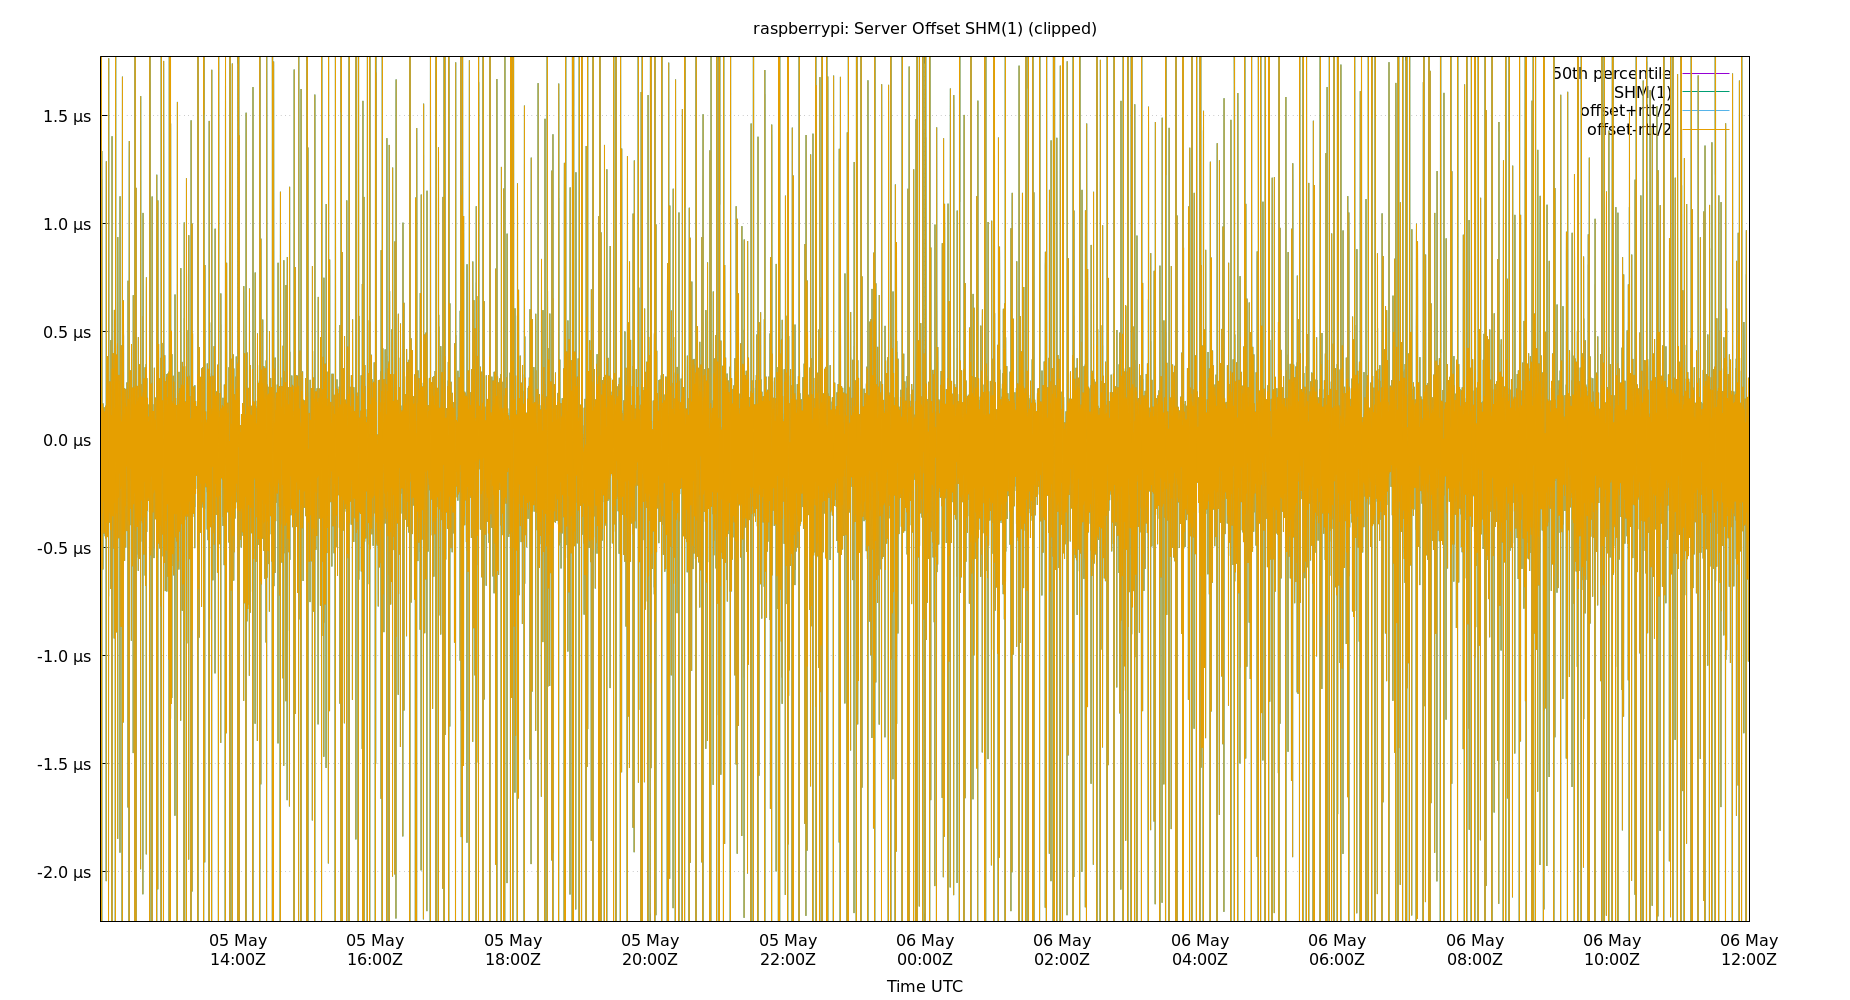 raspberrypi: Server Offset SHM(1) (clipped)
50th percentile
SHM(1)
offset+rtt/2
offset-rtt/2
1.5 µs
1.0 µs
0.5 µs
0.0 µs
-0.5 µs
-1.0 µs
-1.5 µs
-2.0 µs
05 May 05 May 05 May 05 May 05 May 06 May 06 May 06 May 06 May 06 May 06 May 06 May
14:00Z 16:00Z 18:00Z 20:00Z 22:00Z 00:00Z 02:00Z 04:00Z 06:00Z 08:00Z 10:00Z 12:00Z
Time UTC